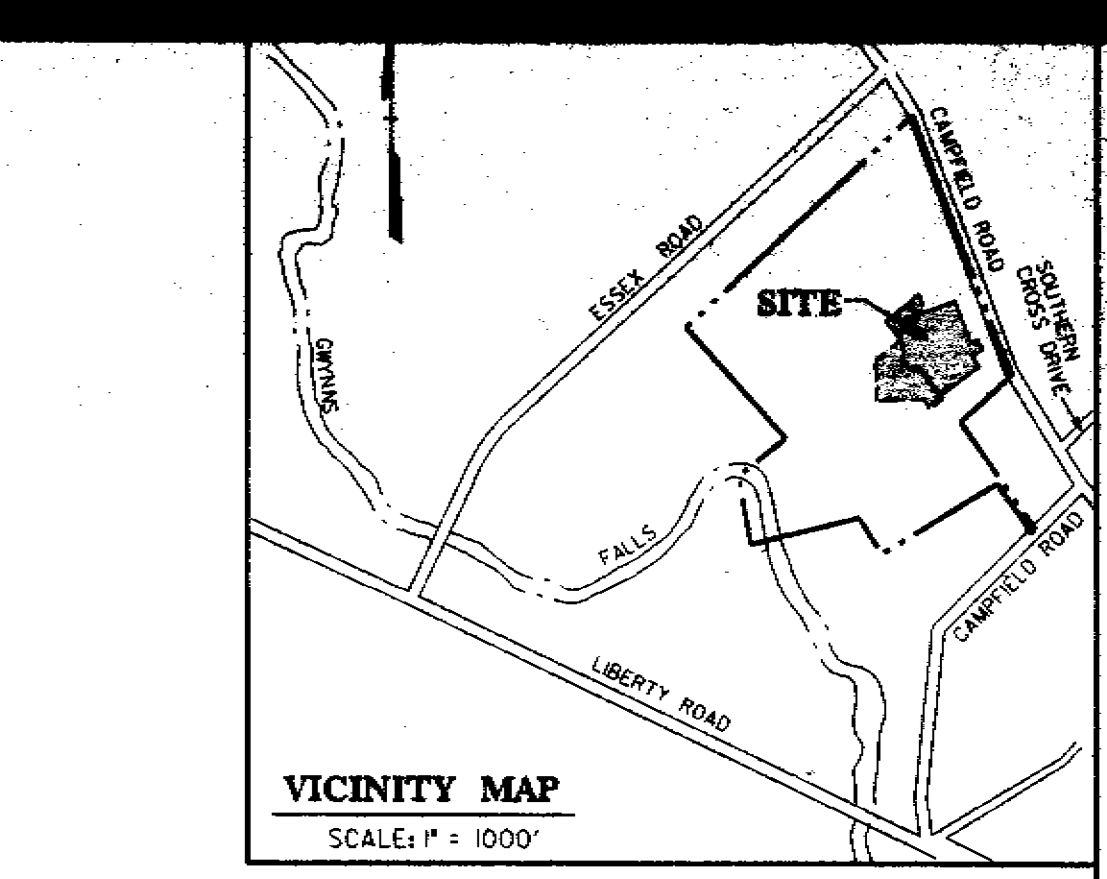 CAMPFIELD ROAD
ESSEX ROAD
SOUTHERN
CROSS DRIVE
SITE
GWYNNS
FALLS
CAMPFIELD ROAD
LIBERTY ROAD
VICINITY MAP
SCALE: 1" = 1000'